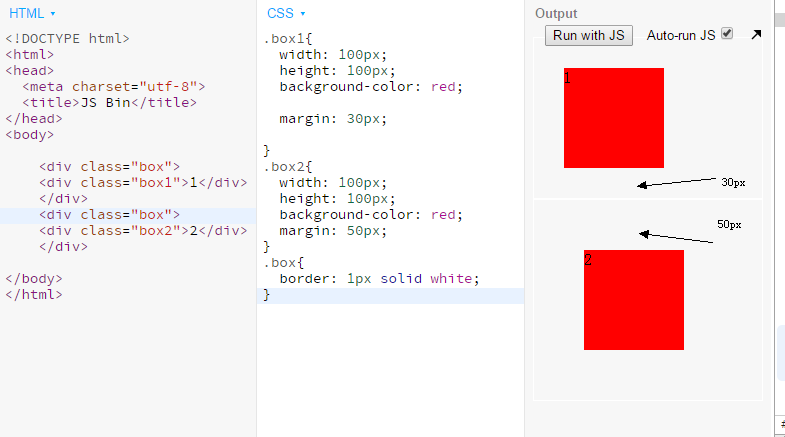 HTML
<!DOCTYPE html>
<html>
<head>
  <meta charset="utf-8">
  <title>JS Bin</title>
</head>
<body>
    <div class="box">
    <div class="box1">1</div>
    </div>
    <div class="box">
    <div class="box2">2</div>
    </div>
</body>
</html>
CSS
.box1{
  width: 100px;
  height: 100px;
  background-color: red;
  margin: 30px;
}
.box2{
  width: 100px;
  height: 100px;
  background-color: red;
  margin: 50px;
}
.box{
  border: 1px solid white;
}
Output
Run with JS Auto-run JS
1
30px
50px
2